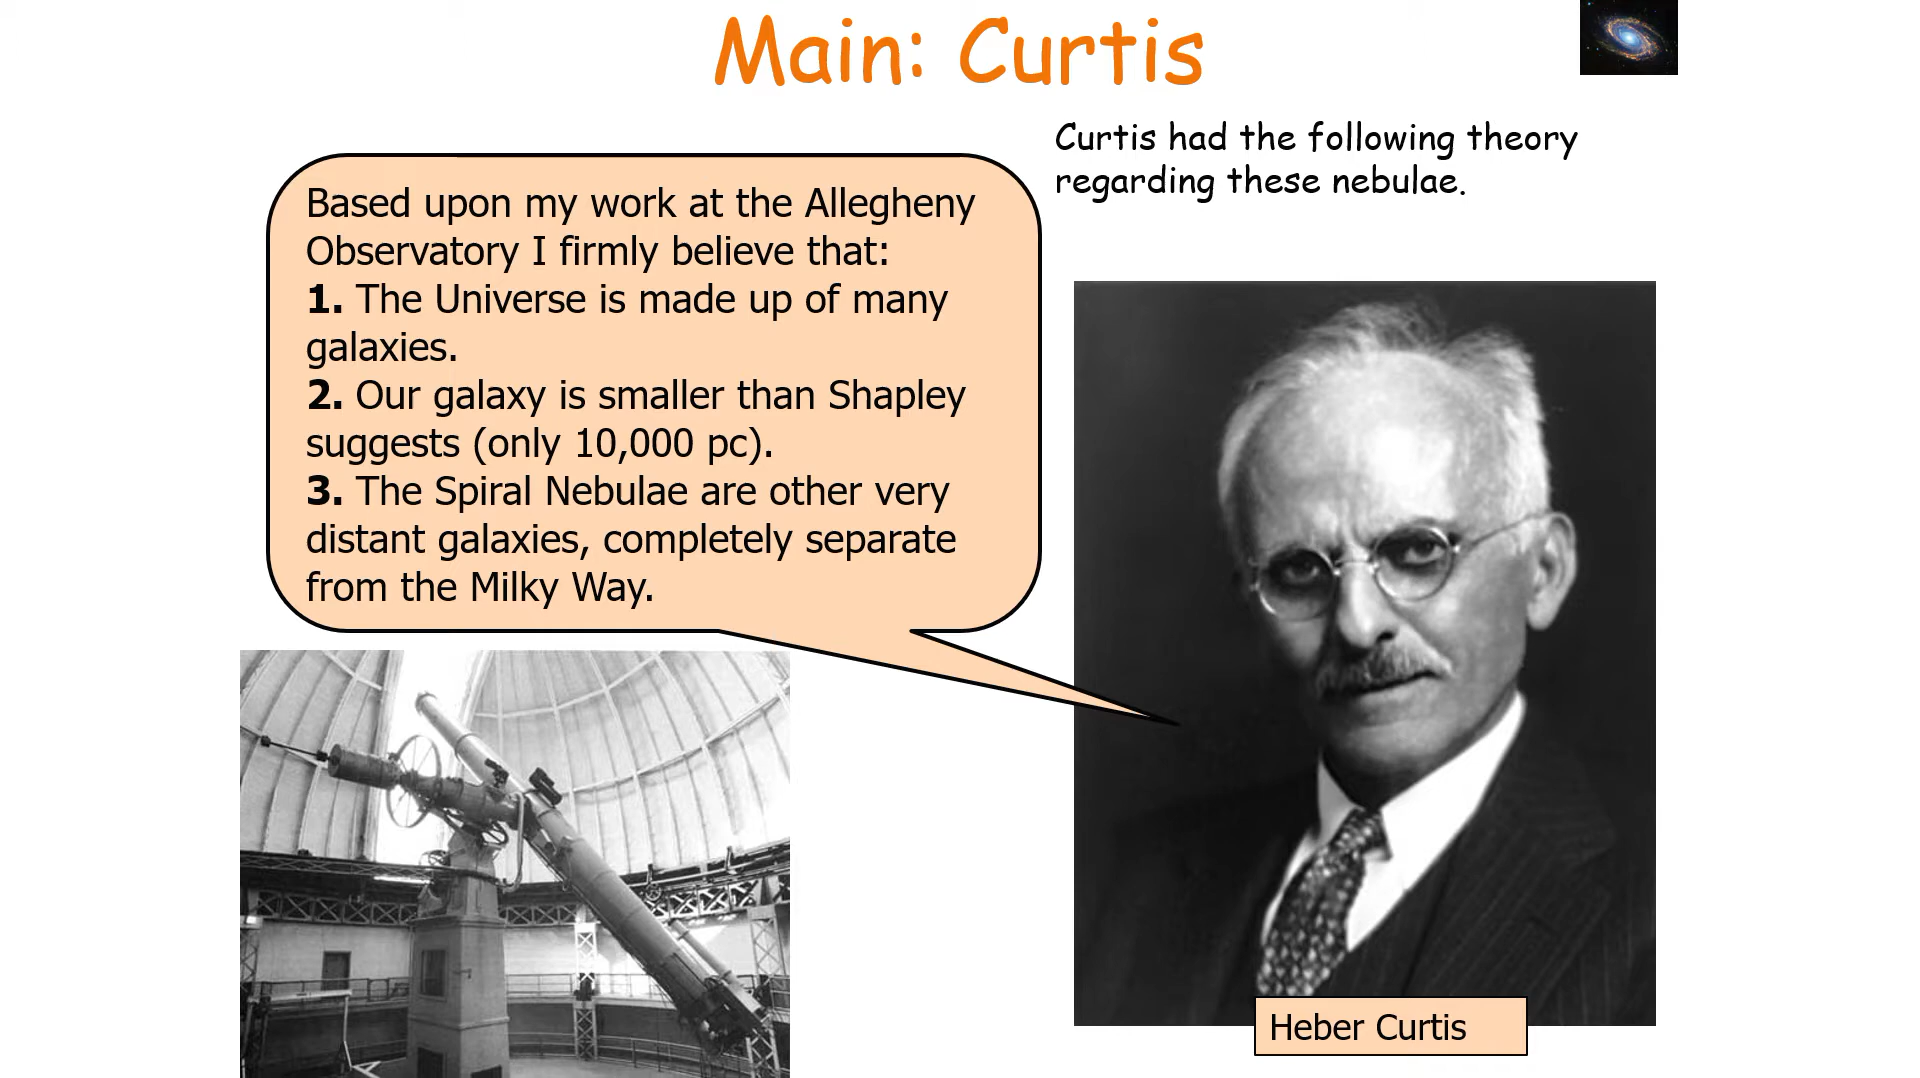 Main: Curtis
Curtis had the following theory
regarding these nebulae.
Based upon my work at the Allegheny
Observatory I firmly believe that:
1. The Universe is made up of many
galaxies.
2. Our galaxy is smaller than Shapley
suggests (only 10,000 pc).
3. The Spiral Nebulae are other very
distant galaxies, completely separate
from the Milky Way.
Heber Curtis